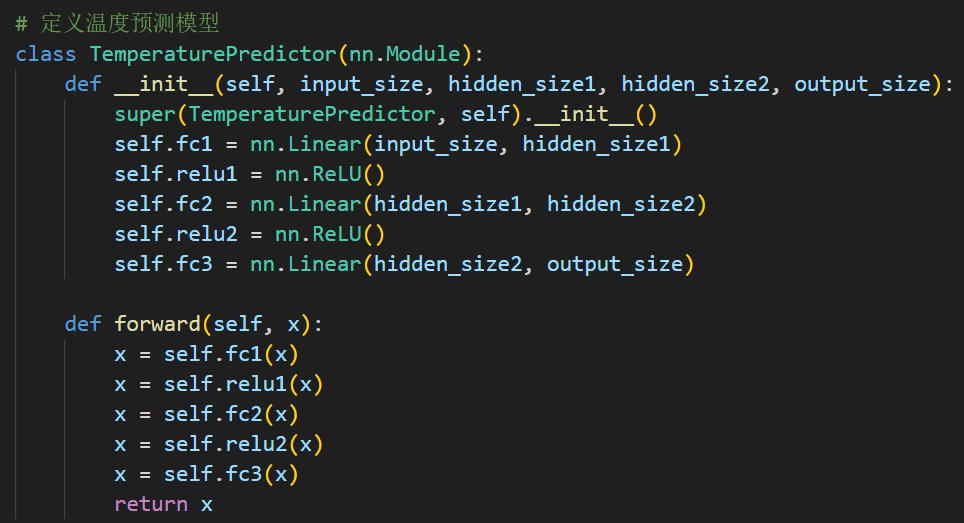 # 定义温度预测模型
class TemperaturePredictor(nn.Module):
    def __init__(self, input_size, hidden_size1, hidden_size2, output_size):
        super(TemperaturePredictor, self).__init__()
        self.fc1 = nn.Linear(input_size, hidden_size1)
        self.relu1 = nn.ReLU()
        self.fc2 = nn.Linear(hidden_size1, hidden_size2)
        self.relu2 = nn.ReLU()
        self.fc3 = nn.Linear(hidden_size2, output_size)

    def forward(self, x):
        x = self.fc1(x)
        x = self.relu1(x)
        x = self.fc2(x)
        x = self.relu2(x)
        x = self.fc3(x)
        return x